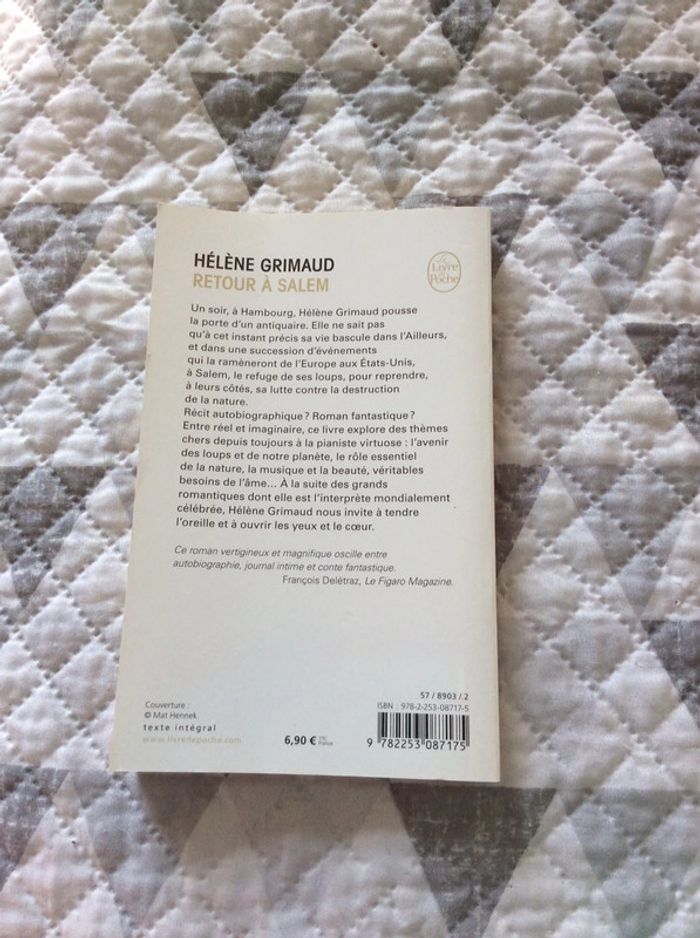 HÉLÈNE GRIMAUD
RETOUR À SALEM
Le
Livre
de
Poche
Un soir, à Hambourg, Hélène Grimaud pousse
la porte d'un antiquaire. Elle ne sait pas
qu'à cet instant précis sa vie bascule dans l'Ailleurs,
et dans une succession d'événements
qui la ramèneront de l'Europe aux États-Unis,
à Salem, le refuge de ses loups, pour reprendre,
à leurs côtés, sa lutte contre la destruction
de la nature.
Récit autobiographique ? Roman fantastique ?
Entre réel et imaginaire, ce livre explore des thèmes
chers depuis toujours à la pianiste virtuose : l'avenir
des loups et de notre planète, le rôle essentiel
de la nature, la musique et la beauté, véritables
besoins de l'âme... À la suite des grands
romantiques dont elle est l'interprète mondialement
célébrée, Hélène Grimaud nous invite à tendre
l'oreille et à ouvrir les yeux et le cœur.
Ce roman vertigineux et magnifique oscille entre
autobiographie, journal intime et conte fantastique.
François Delétraz, Le Figaro Magazine.
57 / 8903 / 2
ISBN : 978-2-253-08717-5
Couverture :
© Mat Hennek.
texte intégral
www.livredepoche.com
6,90 € TTC France
9 782253 087175